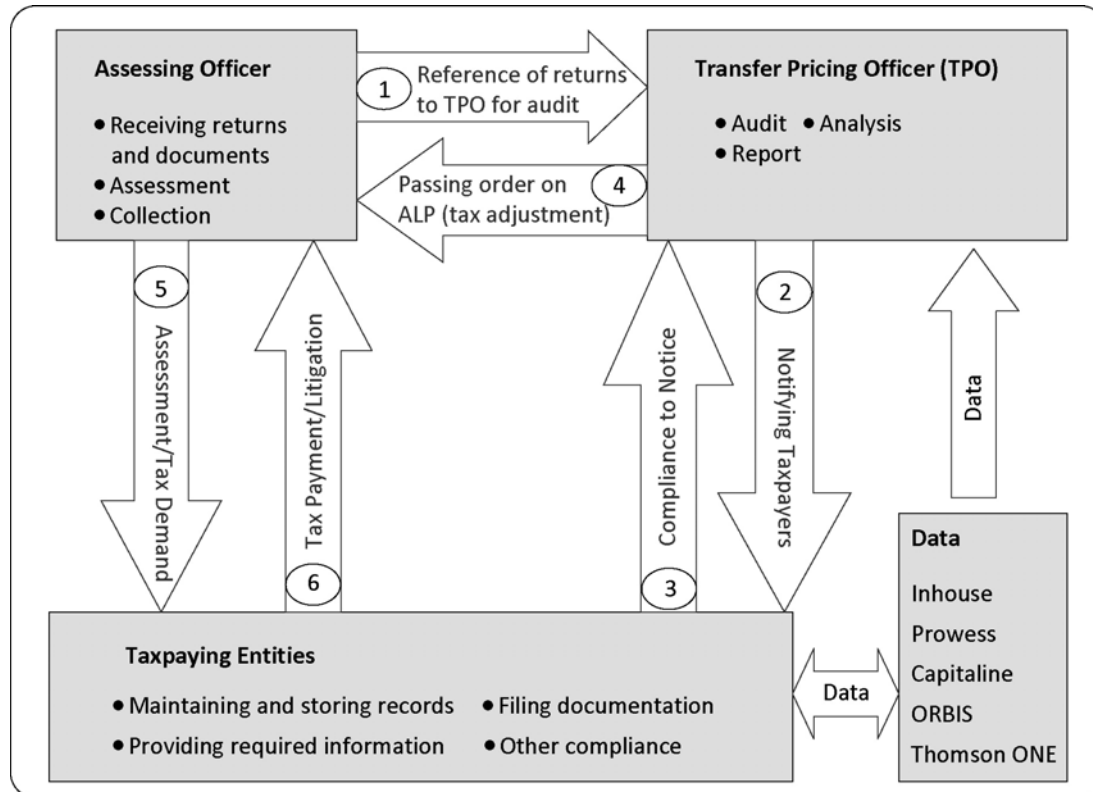 Assessing Officer
● Receiving returns
and documents
● Assessment
● Collection
1
Reference of returns
to TPO for audit
Transfer Pricing Officer (TPO)
● Audit ● Analysis
● Report
Passing order on
ALP (tax adjustment)
4
5
Assessment/Tax Demand
Tax Payment/Litigation
6
Compliance to Notice
3
2
Notifying Taxpayers
Data
Taxpaying Entities
● Maintaining and storing records ● Filing documentation
● Providing required information ● Other compliance
Data
Data
Inhouse
Prowess
Capitaline
ORBIS
Thomson ONE